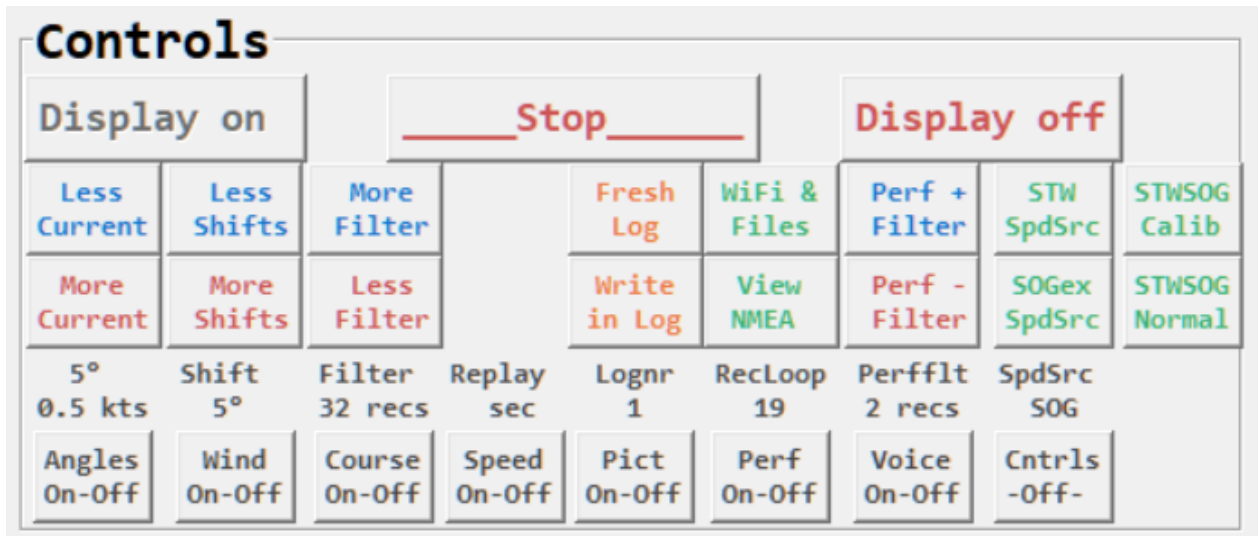 Controls
Display on _____Stop______ Display off
Less Less More Fresh WiFi & Perf + STW STWSOG
Current Shifts Filter Log Files Filter SpdSrc Calib
More More Less Write View Perf - SOGex STWSOG
Current Shifts Filter in Log NMEA Filter SpdSrc Normal
5° Shift Filter Replay Lognr RecLoop Perfflt SpdSrc
0.5 kts 5° 32 recs sec 1 19 2 recs SOG
Angles Wind Course Speed Pict Perf Voice Cntrls
On-Off On-Off On-Off On-Off On-Off On-Off On-Off -Off-